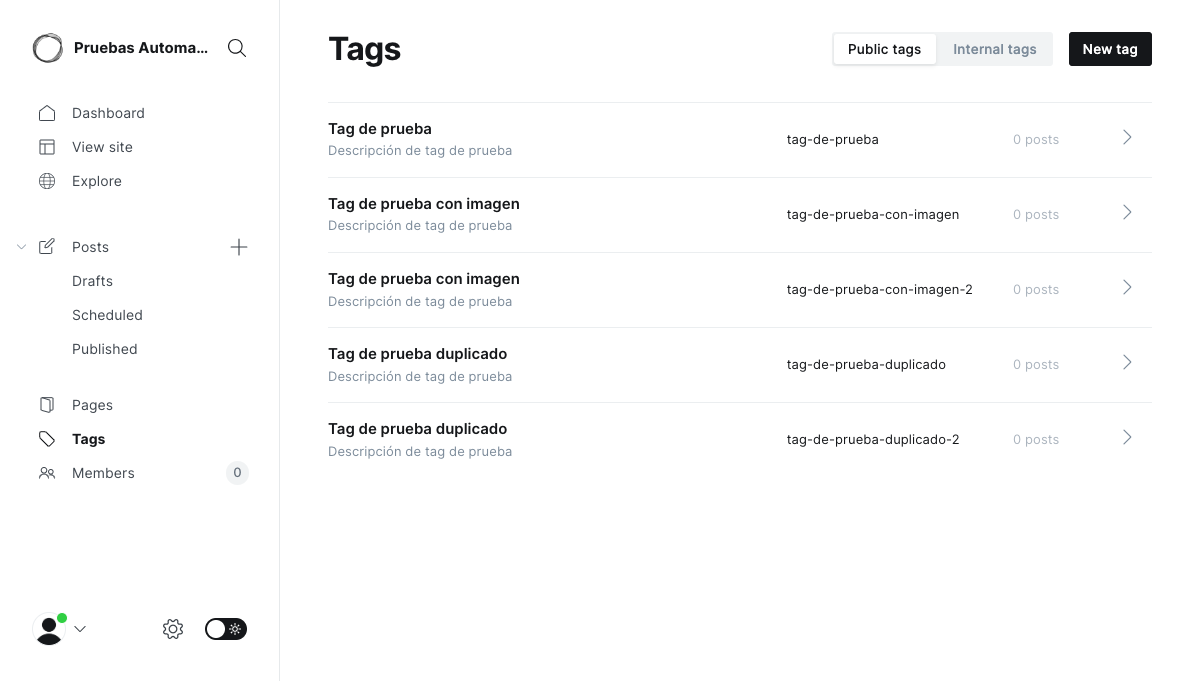 Pruebas Automa...
Dashboard
View site
Explore
Posts
Drafts
Scheduled
Published
Pages
Tags
Members 0
Tags
Public tags Internal tags New tag
Tag de prueba
Descripción de tag de prueba
tag-de-prueba 0 posts
Tag de prueba con imagen
Descripción de tag de prueba
tag-de-prueba-con-imagen 0 posts
Tag de prueba con imagen
Descripción de tag de prueba
tag-de-prueba-con-imagen-2 0 posts
Tag de prueba duplicado
Descripción de tag de prueba
tag-de-prueba-duplicado 0 posts
Tag de prueba duplicado
Descripción de tag de prueba
tag-de-prueba-duplicado-2 0 posts